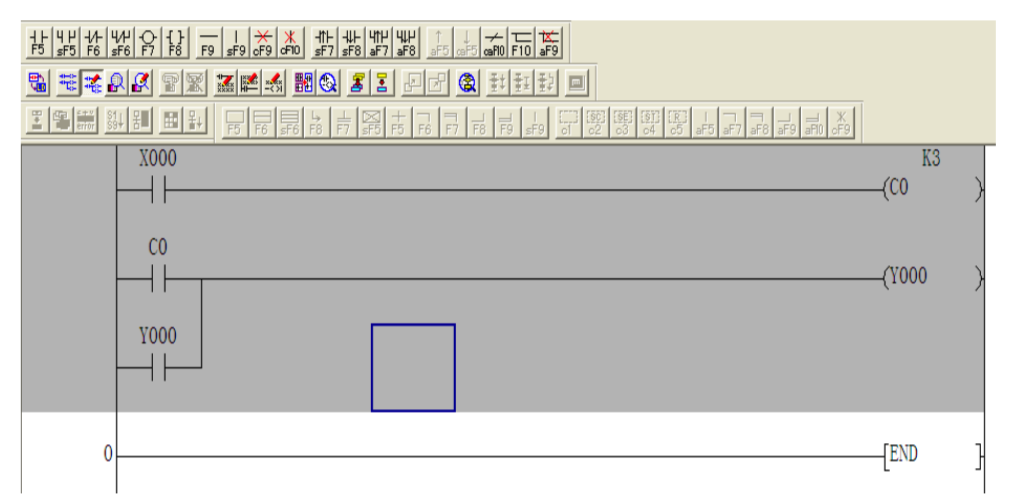 F5 sF5 F6 sF6 F7 F8 F9 sF9 cF9 cF10 sF7 sF8 aF7 aF8 aF5 caF5 caF10 F10 aF9
error F5 F6 sF6 F8 F7 sF5 F5 F6 F7 F8 F9 sF9 c1 c2 c3 c4 c5 aF5 aF7 aF8 aF9 aF10 cF9
X000 K3
(C0 )
C0
(Y000 )
Y000
0 [END ]